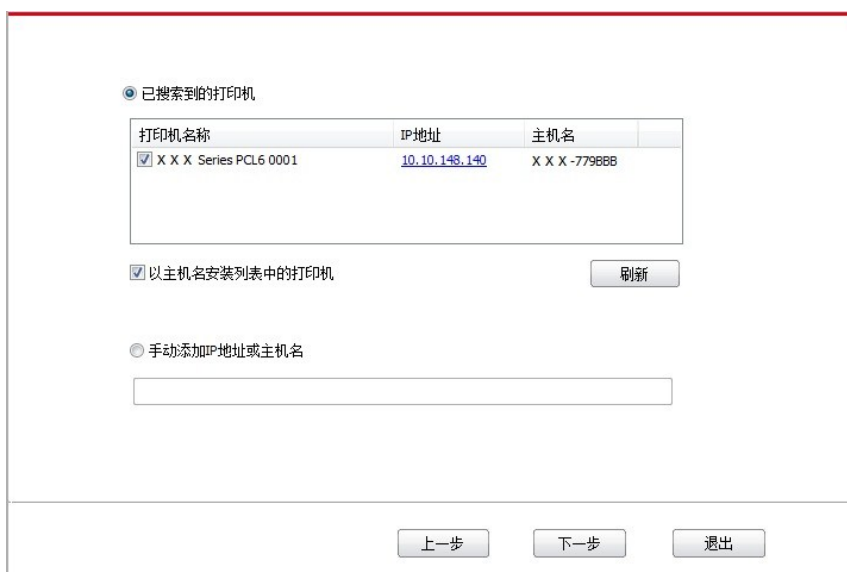 已搜索到的打印机
打印机名称 IP地址 主机名
X X X Series PCL6 0001 10.10.148.140 X X X -779BBB
以主机名安装列表中的打印机 刷新
手动添加IP地址或主机名
上一步 下一步 退出